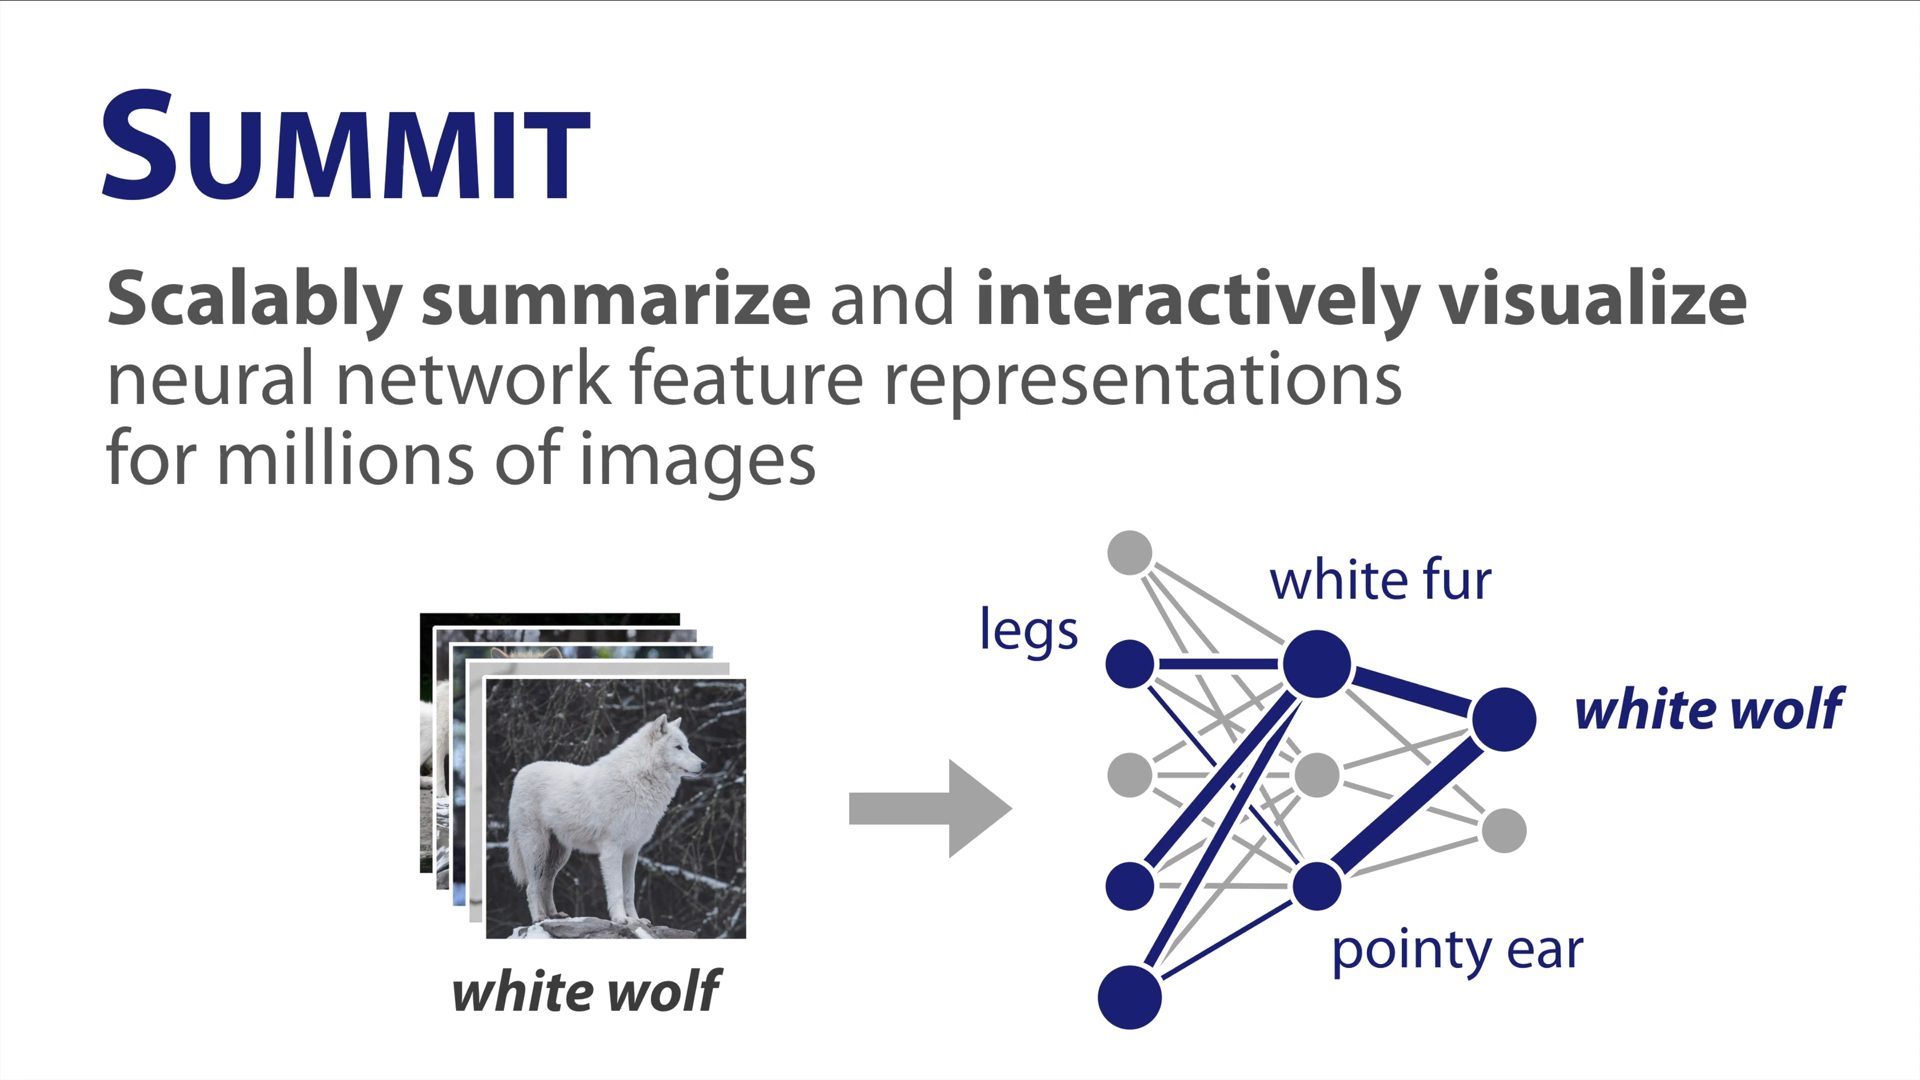 SUMMIT
Scalably summarize and interactively visualize
neural network feature representations
for millions of images
white fur
legs
white wolf
pointy ear
white wolf